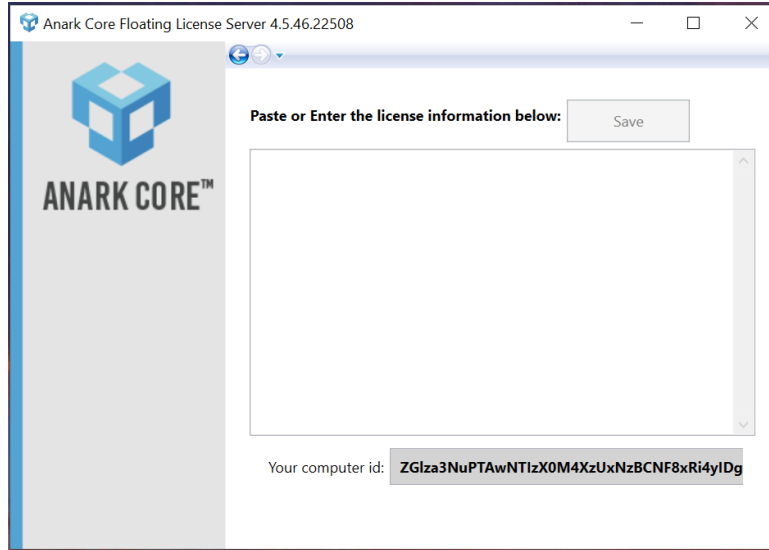 Anark Core Floating License Server 4.5.46.22508
ANARK CORE™
Paste or Enter the license information below:
Save
Your computer id: ZGlza3NuPTAwNTIzX0M4XzUxNzBCNF8xRi4yIDg